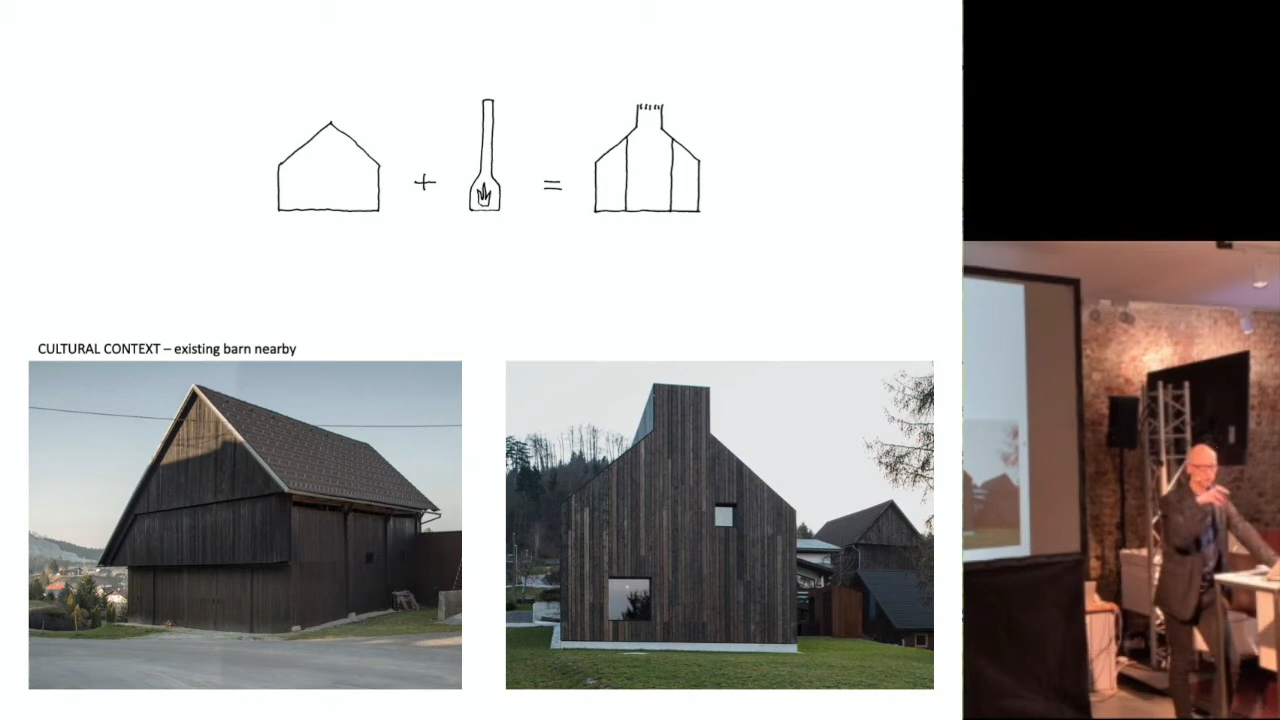 + =
CULTURAL CONTEXT – existing barn nearby